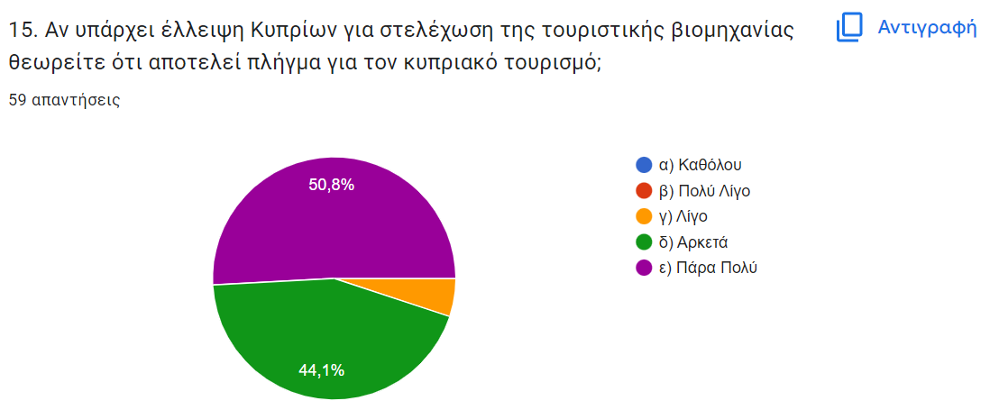 15. Αν υπάρχει έλλειψη Κυπρίων για στελέχωση της τουριστικής βιομηχανίας
θεωρείτε ότι αποτελεί πλήγμα για τον κυπριακό τουρισμό;
Αντιγραφή
59 απαντήσεις
50,8%
44,1%
α) Καθόλου
β) Πολύ Λίγο
γ) Λίγο
δ) Αρκετά
ε) Πάρα Πολύ